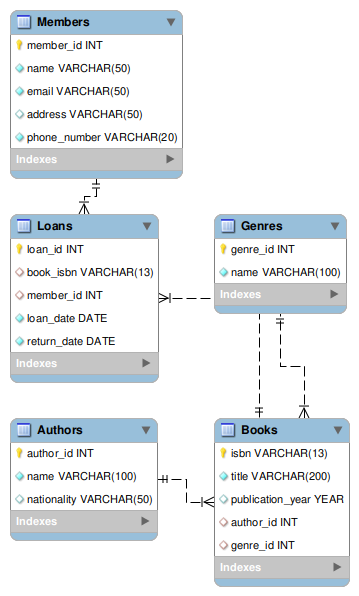 Members
member_id INT
name VARCHAR(50)
email VARCHAR(50)
address VARCHAR(50)
phone_number VARCHAR(20)
Indexes
Loans
loan_id INT
book_isbn VARCHAR(13)
member_id INT
loan_date DATE
return_date DATE
Indexes
Genres
genre_id INT
name VARCHAR(100)
Indexes
Authors
author_id INT
name VARCHAR(100)
nationality VARCHAR(50)
Indexes
Books
isbn VARCHAR(13)
title VARCHAR(200)
publication_year YEAR
author_id INT
genre_id INT
Indexes